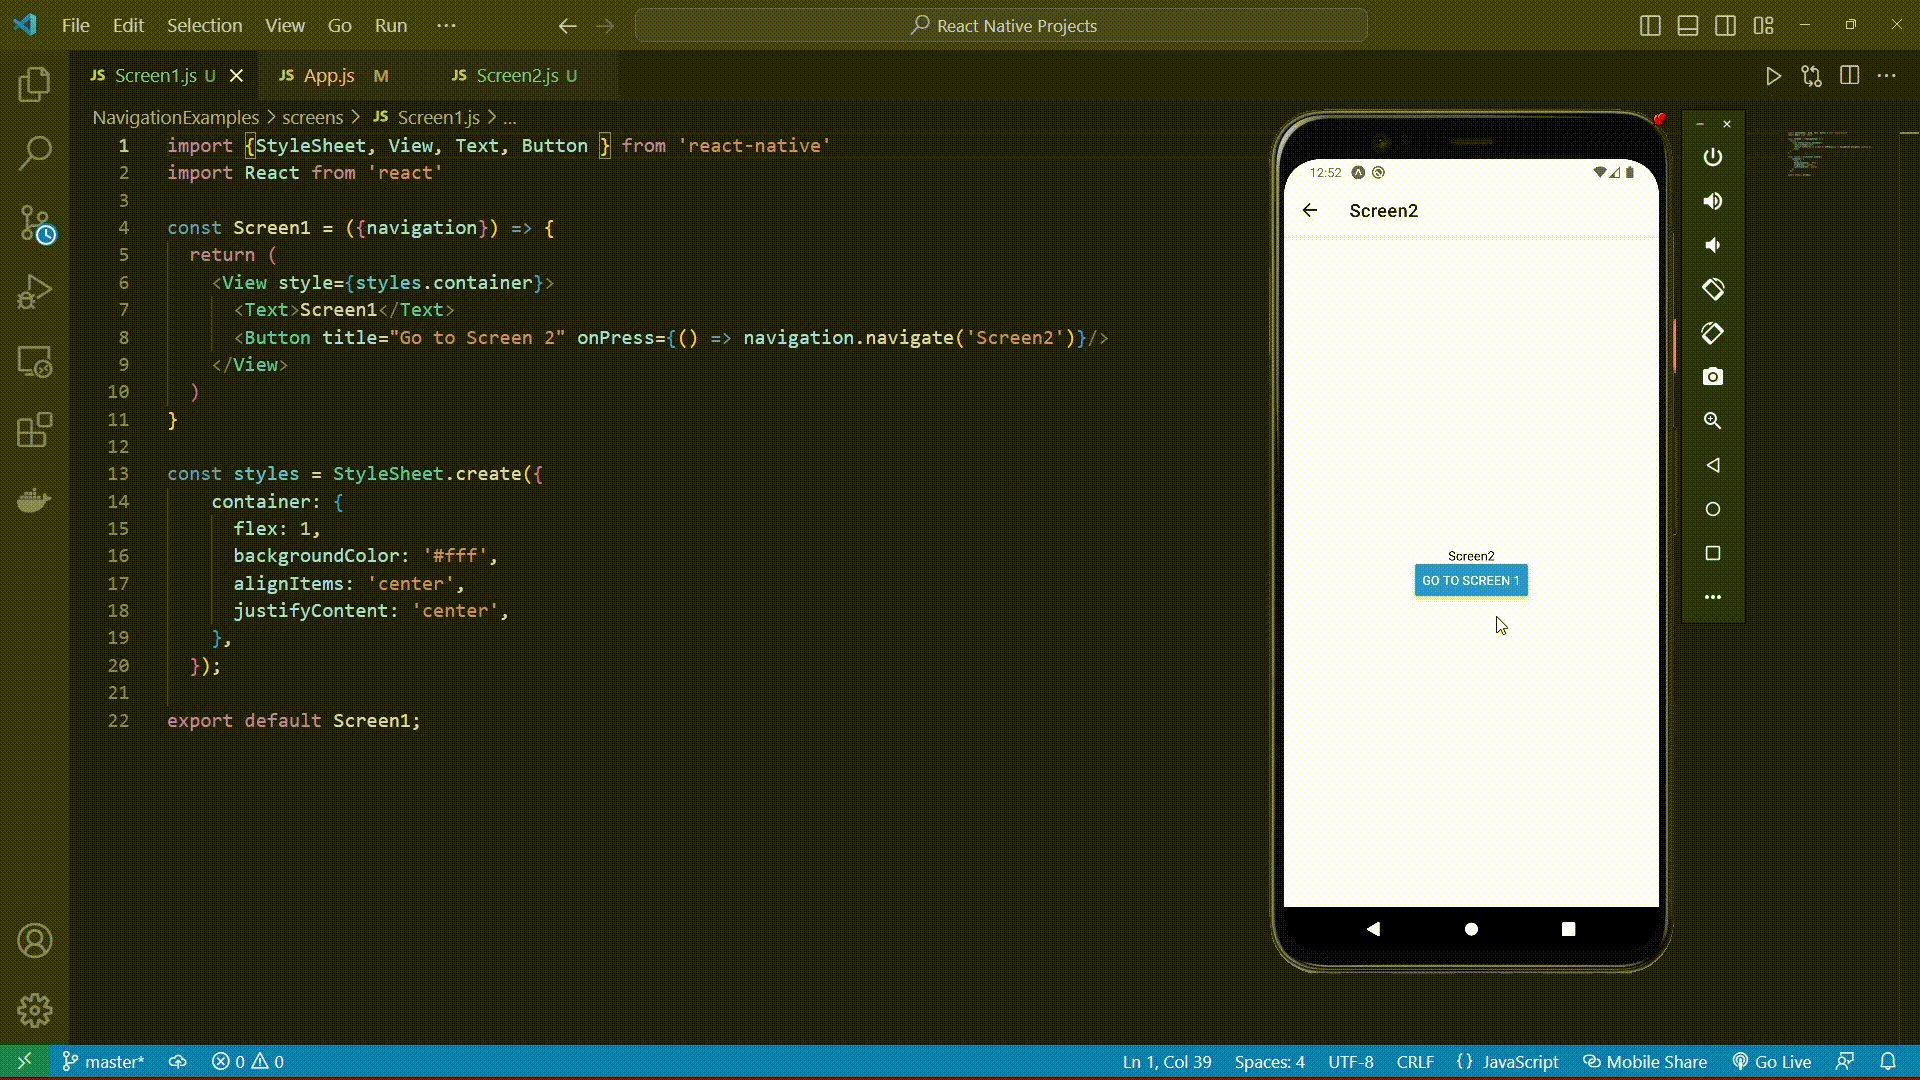 File Edit Selection View Go Run ...
React Native Projects
JS Screen1.js U JS App.js M JS Screen2.js U
NavigationExamples > screens > JS Screen1.js > ...
1 import {StyleSheet, View, Text, Button } from 'react-native'
2 import React from 'react'
3
4 const Screen1 = ({navigation}) => {
5 return (
6 <View style={styles.container}>
7 <Text>Screen1</Text>
8 <Button title="Go to Screen 2" onPress={() => navigation.navigate('Screen2')}/>
9 </View>
10 )
11 }
12
13 const styles = StyleSheet.create({
14 container: {
15 flex: 1,
16 backgroundColor: '#fff',
17 alignItems: 'center',
18 justifyContent: 'center',
19 },
20 });
21
22 export default Screen1;
12:52
Screen2
Screen2
GO TO SCREEN 1
master* 0 0 Ln 1, Col 39 Spaces: 4 UTF-8 CRLF {} JavaScript Mobile Share Go Live